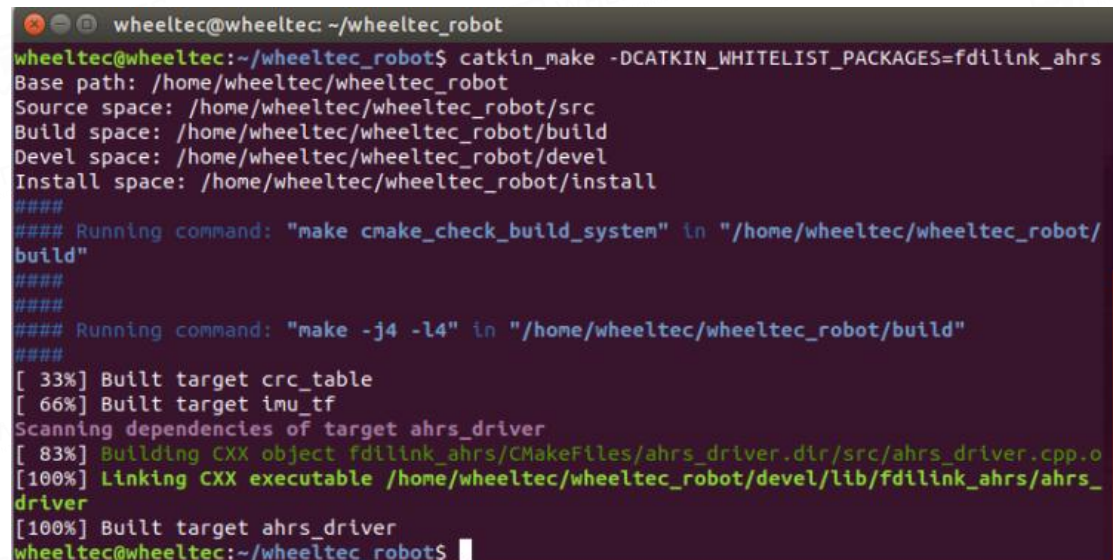 wheeltec@wheeltec: ~/wheeltec_robot
wheeltec@wheeltec:~/wheeltec_robot$ catkin_make -DCATKIN_WHITELIST_PACKAGES=fdilink_ahrs
Base path: /home/wheeltec/wheeltec_robot
Source space: /home/wheeltec/wheeltec_robot/src
Build space: /home/wheeltec/wheeltec_robot/build
Devel space: /home/wheeltec/wheeltec_robot/devel
Install space: /home/wheeltec/wheeltec_robot/install
####
#### Running command: "make cmake_check_build_system" in "/home/wheeltec/wheeltec_robot/
build"
####
####
#### Running command: "make -j4 -l4" in "/home/wheeltec/wheeltec_robot/build"
####
[ 33%] Built target crc_table
[ 66%] Built target imu_tf
Scanning dependencies of target ahrs_driver
[ 83%] Building CXX object fdilink_ahrs/CMakeFiles/ahrs_driver.dir/src/ahrs_driver.cpp.o
[100%] Linking CXX executable /home/wheeltec/wheeltec_robot/devel/lib/fdilink_ahrs/ahrs_
driver
[100%] Built target ahrs_driver
wheeltec@wheeltec:~/wheeltec_robot$